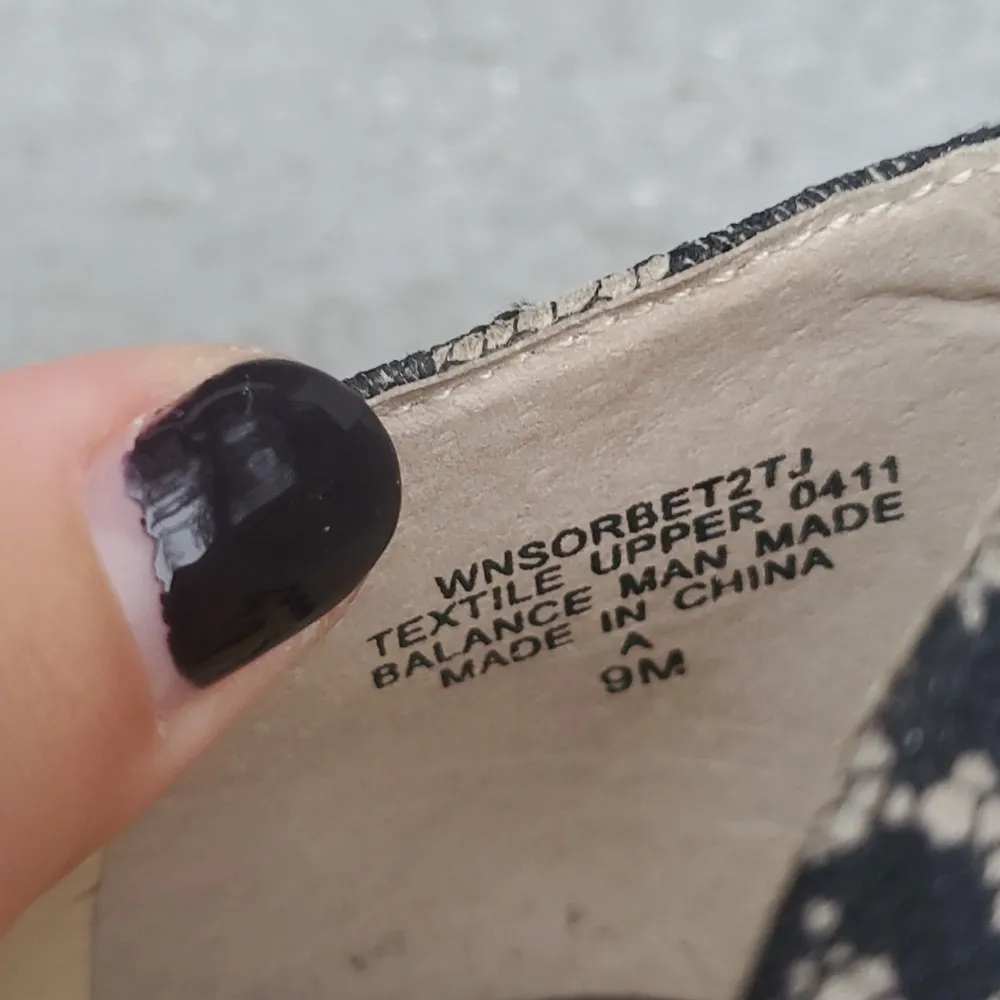 WNSORBET2TJ
TEXTILE UPPER 0411
BALANCE MAN MADE
MADE IN CHINA
A
9M